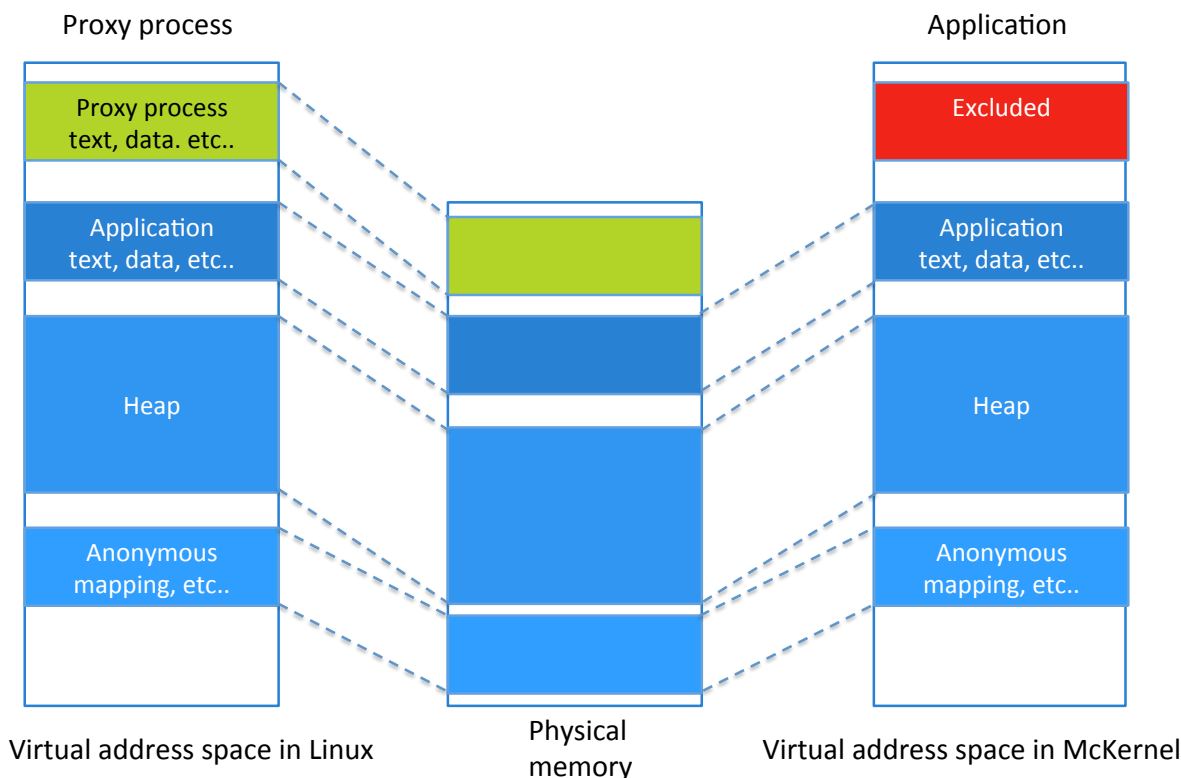 Proxy process
Application
Proxy process
text, data. etc..
Excluded
Application
text, data, etc..
Application
text, data, etc..
Heap
Heap
Anonymous
mapping, etc..
Anonymous
mapping, etc..
Virtual address space in Linux
Physical
memory
Virtual address space in McKernel